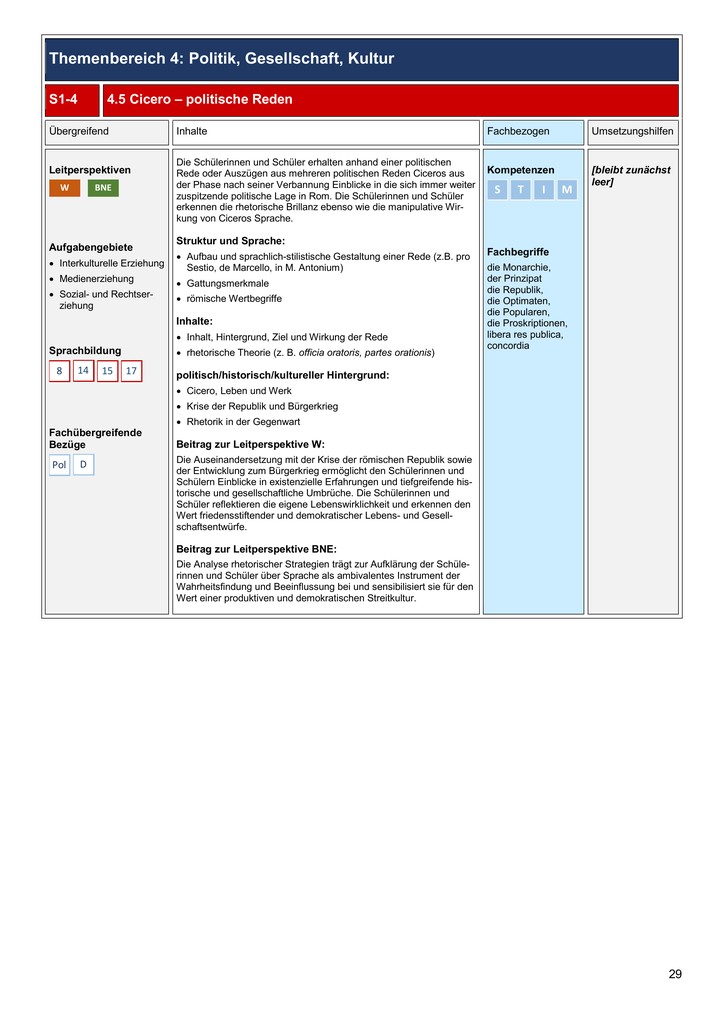 Themenbereich 4: Politik, Gesellschaft, Kultur
S1-4
4.5 Cicero – politische Reden
Übergreifend
Inhalte
Fachbezogen
Umsetzungshilfen
Leitperspektiven
W
BNE
Aufgabengebiete
• Interkulturelle Erziehung
• Medienerziehung
• Sozial- und Rechtser-
ziehung
Sprachbildung
8
14
15
17
Fachübergreifende
Bezüge
Pol
D
Die Schülerinnen und Schüler erhalten anhand einer politischen
Rede oder Auszügen aus mehreren politischen Reden Ciceros aus
der Phase nach seiner Verbannung Einblicke in die sich immer weiter
zuspitzende politische Lage in Rom. Die Schülerinnen und Schüler
erkennen die rhetorische Brillanz ebenso wie die manipulative Wir-
kung von Ciceros Sprache.
Struktur und Sprache:
• Aufbau und sprachlich-stilistische Gestaltung einer Rede (z.B. pro
Sestio, de Marcello, in M. Antonium)
• Gattungsmerkmale
• römische Wertbegriffe
Inhalte:
• Inhalt, Hintergrund, Ziel und Wirkung der Rede
• rhetorische Theorie (z. B. officia oratoris, partes orationis)
politisch/historisch/kultureller Hintergrund:
• Cicero, Leben und Werk
• Krise der Republik und Bürgerkrieg
• Rhetorik in der Gegenwart
Beitrag zur Leitperspektive W:
Die Auseinandersetzung mit der Krise der römischen Republik sowie
der Entwicklung zum Bürgerkrieg ermöglicht den Schülerinnen und
Schülern Einblicke in existenzielle Erfahrungen und tiefgreifende his-
torische und gesellschaftliche Umbrüche. Die Schülerinnen und
Schüler reflektieren die eigene Lebenswirklichkeit und erkennen den
Wert friedensstiftender und demokratischer Lebens- und Gesell-
schaftsentwürfe.
Beitrag zur Leitperspektive BNE:
Die Analyse rhetorischer Strategien trägt zur Aufklärung der Schüle-
rinnen und Schüler über Sprache als ambivalentes Instrument der
Wahrheitsfindung und Beeinflussung bei und sensibilisiert sie für den
Wert einer produktiven und demokratischen Streitkultur.
Kompetenzen
S
T
I
M
Fachbegriffe
die Monarchie,
der Prinzipat
die Republik,
die Optimaten,
die Popularen,
die Proskriptionen,
libera res publica,
concordia
[bleibt zunächst
leer]
29